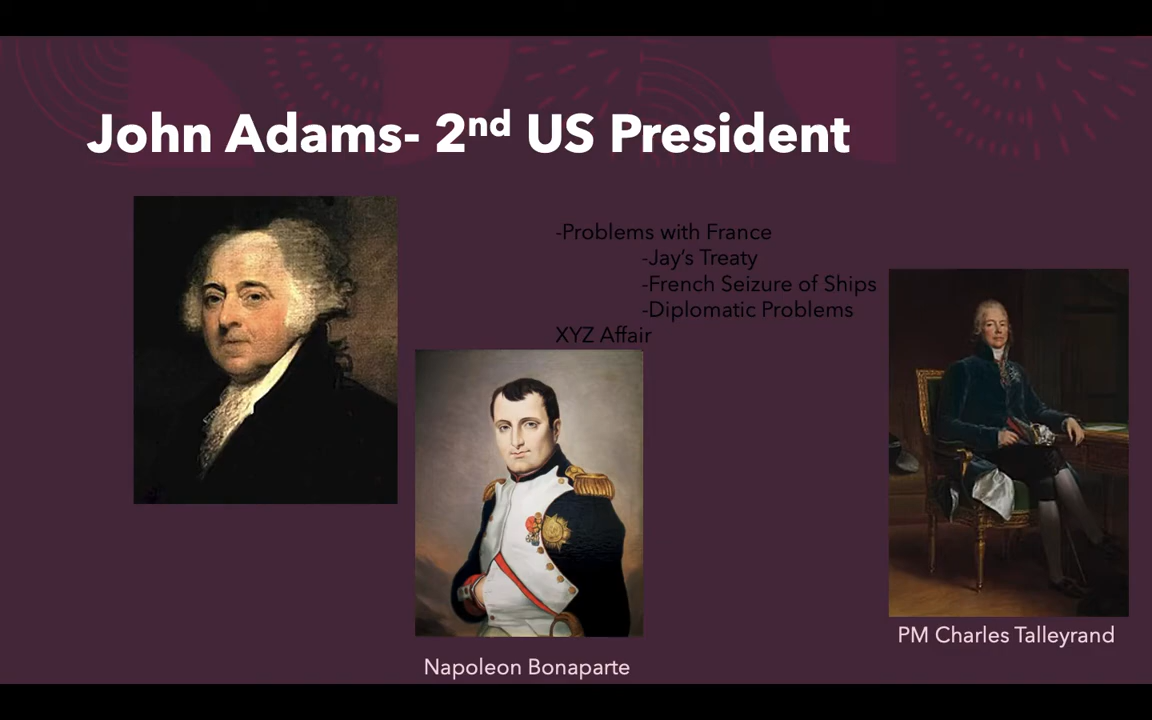 John Adams- 2nd US President
-Problems with France
-Jay's Treaty
-French Seizure of Ships
-Diplomatic Problems
XYZ Affair
PM Charles Talleyrand
Napoleon Bonaparte